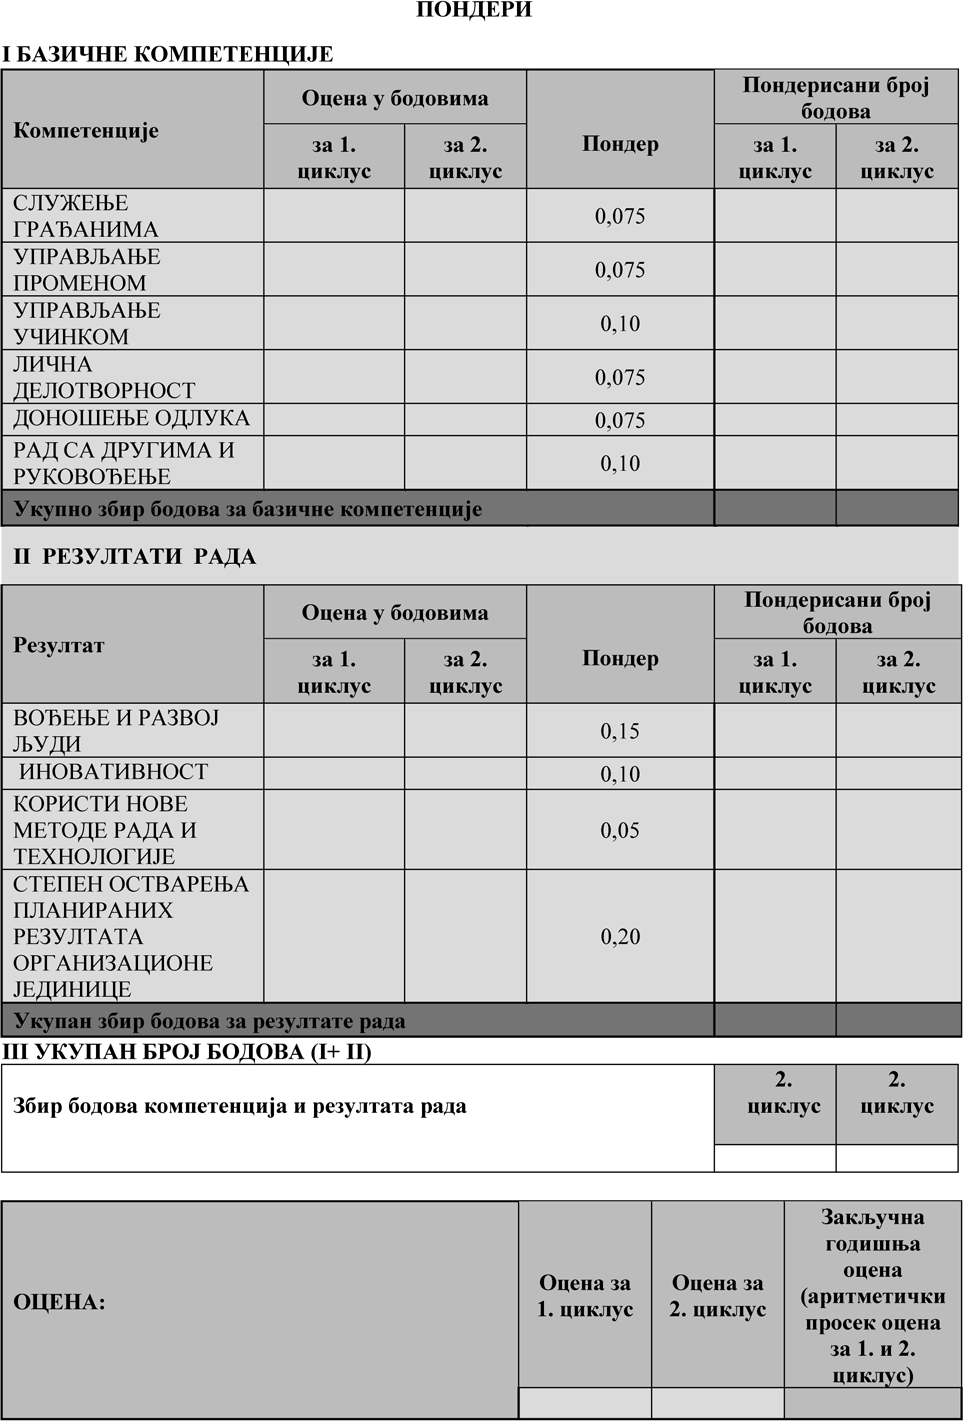 ПОНДЕРИ
I БАЗИЧНЕ КОМПЕТЕНЦИЈЕ
Компетенције
Оцена у бодовима
Пондер
Пондерисани број
бодова
за 1.
циклус
за 2.
циклус
за 1.
циклус
за 2.
циклус
СЛУЖЕЊЕ
ГРАЂАНИМА
0,075
УПРАВЉАЊЕ
ПРОМЕНОМ
0,075
УПРАВЉАЊЕ
УЧИНКОМ
0,10
ЛИЧНА
ДЕЛОТВОРНОСТ
0,075
ДОНОШЕЊЕ ОДЛУКА
0,075
РАД СА ДРУГИМА И
РУКОВОЂЕЊЕ
0,10
Укупно збир бодова за базичне компетенције
II РЕЗУЛТАТИ РАДА
Резултат
Оцена у бодовима
Пондер
Пондерисани број
бодова
за 1.
циклус
за 2.
циклус
за 1.
циклус
за 2.
циклус
ВОЂЕЊЕ И РАЗВОЈ
ЉУДИ
0,15
ИНОВАТИВНОСТ
0,10
КОРИСТИ НОВЕ
МЕТОДЕ РАДА И
ТЕХНОЛОГИЈЕ
0,05
СТЕПЕН ОСТВАРЕЊА
ПЛАНИРАНИХ
РЕЗУЛТАТА
ОРГАНИЗАЦИОНЕ
ЈЕДИНИЦЕ
0,20
Укупан збир бодова за резултате рада
III УКУПАН БРОЈ БОДОВА (I+ II)
Збир бодова компетенција и резултата рада
2.
циклус
2.
циклус
ОЦЕНА:
Оцена за
1. циклус
Оцена за
2. циклус
Закључна
годишња
оцена
(аритметички
просек оцена
за 1. и 2.
циклус)